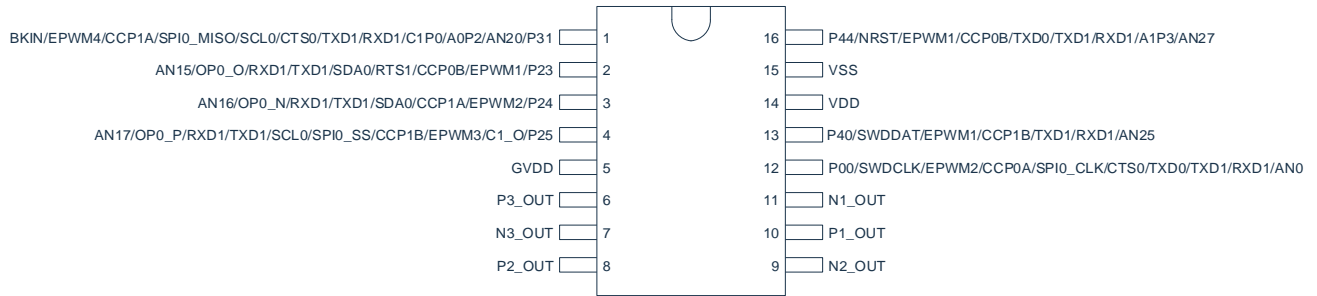 BKIN/EPWM4/CCP1A/SPI0_MISO/SCL0/CTS0/TXD1/RXD1/C1P0/A0P2/AN20/P31 1 16 P44/NRST/EPWM1/CCP0B/TXD0/TXD1/RXD1/A1P3/AN27
AN15/OP0_O/RXD1/TXD1/SDA0/RTS1/CCP0B/EPWM1/P23 2 15 VSS
AN16/OP0_N/RXD1/TXD1/SDA0/CCP1A/EPWM2/P24 3 14 VDD
AN17/OP0_P/RXD1/TXD1/SCL0/SPI0_SS/CCP1B/EPWM3/C1_O/P25 4 13 P40/SWDDAT/EPWM1/CCP1B/TXD1/RXD1/AN25
GVDD 5 12 P00/SWDCLK/EPWM2/CCP0A/SPI0_CLK/CTS0/TXD0/TXD1/RXD1/AN0
P3_OUT 6 11 N1_OUT
N3_OUT 7 10 P1_OUT
P2_OUT 8 9 N2_OUT